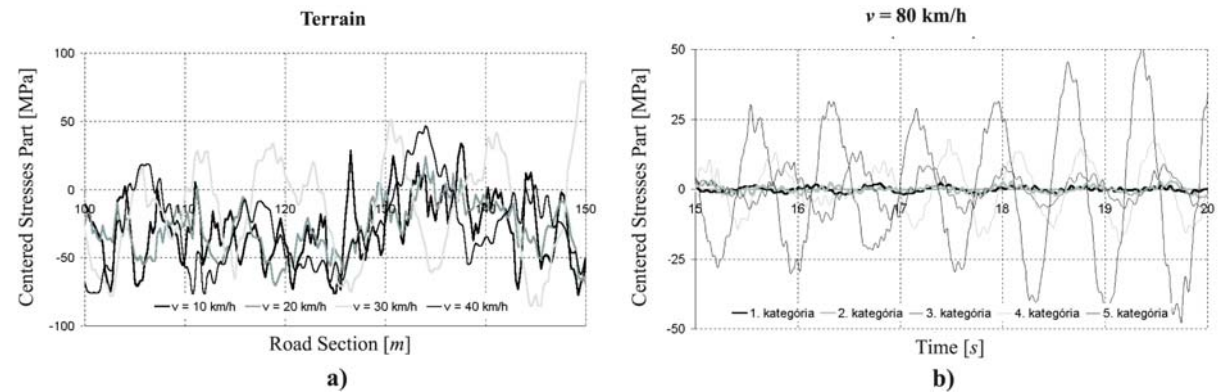 Terrain
Centered Stresses Part [MPa]
100
50
0
-50
-100
100
110
120
130
140
150
v = 10 km/h
v = 20 km/h
v = 30 km/h
v = 40 km/h
Road Section [m]
a)
v = 80 km/h
Centered Stresses Part [MPa]
50
25
0
-25
-50
15
16
17
18
19
20
1. kategória
2. kategória
3. kategória
4. kategória
5. kategória
Time [s]
b)